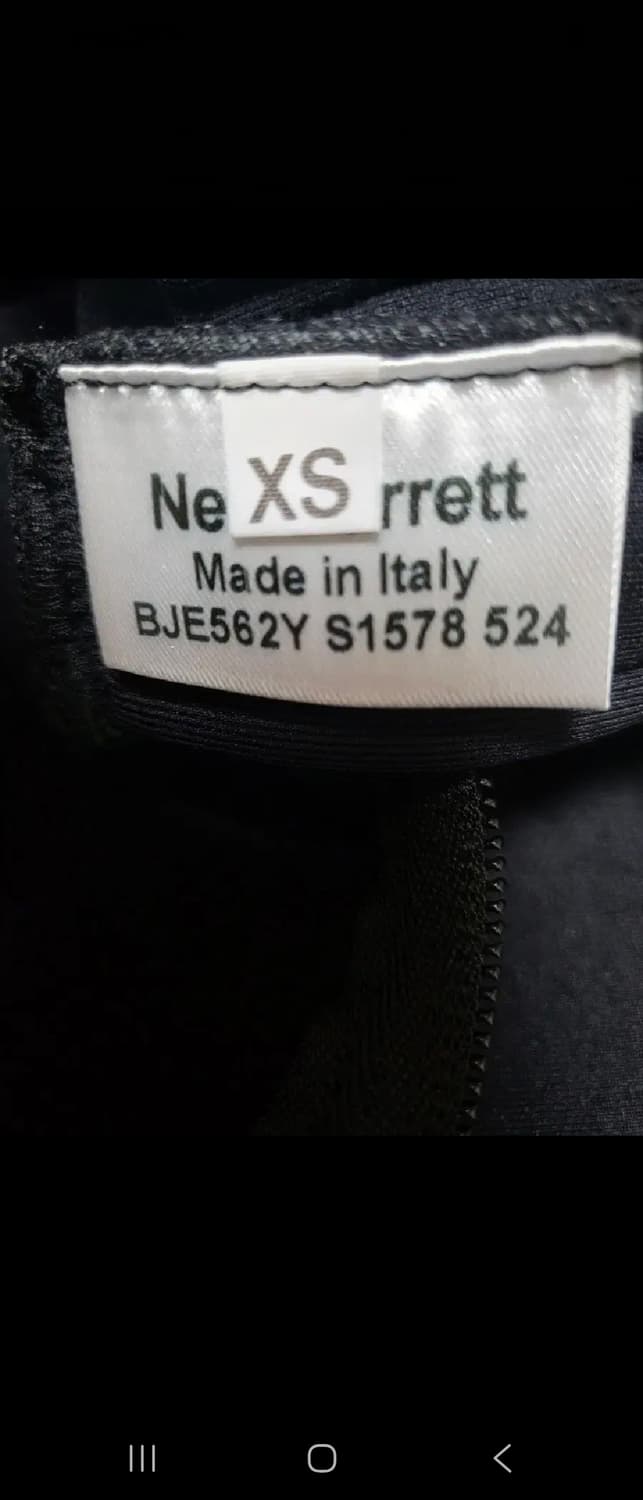 XS
Ne rrett
Made in Italy
BJE562Y S1578 524